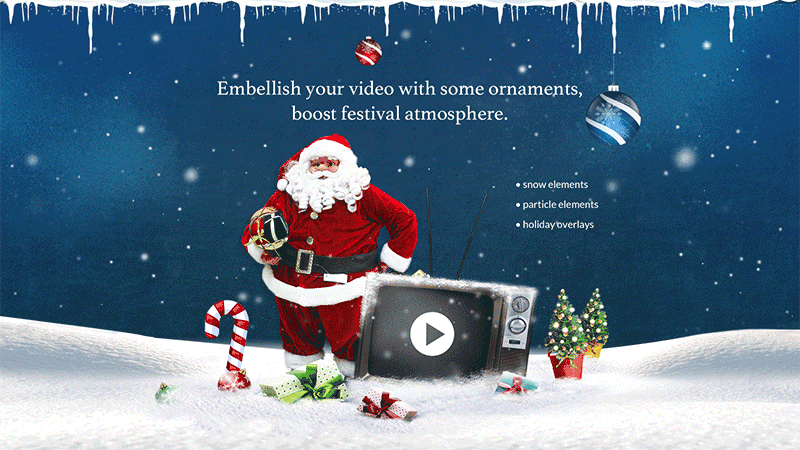 Embellish your video with some ornaments,
boost festival atmosphere.
• snow elements
• particle elements
• holiday overlays